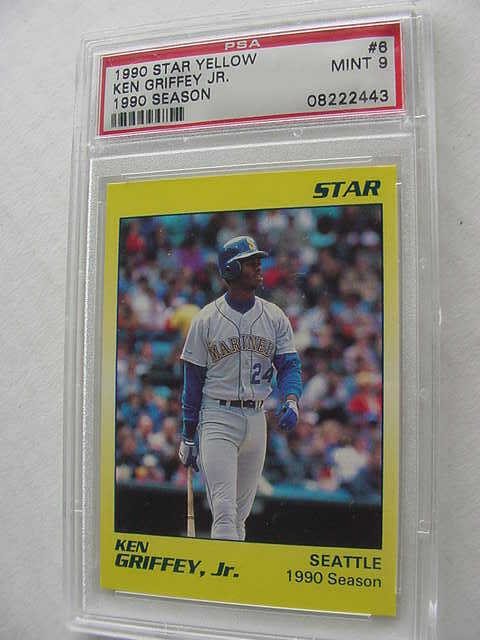 PSA
1990 STAR YELLOW #6
KEN GRIFFEY JR. MINT 9
1990 SEASON
08222443
STAR
S
MARINER
24
KEN
GRIFFEY, Jr.
SEATTLE
1990 Season